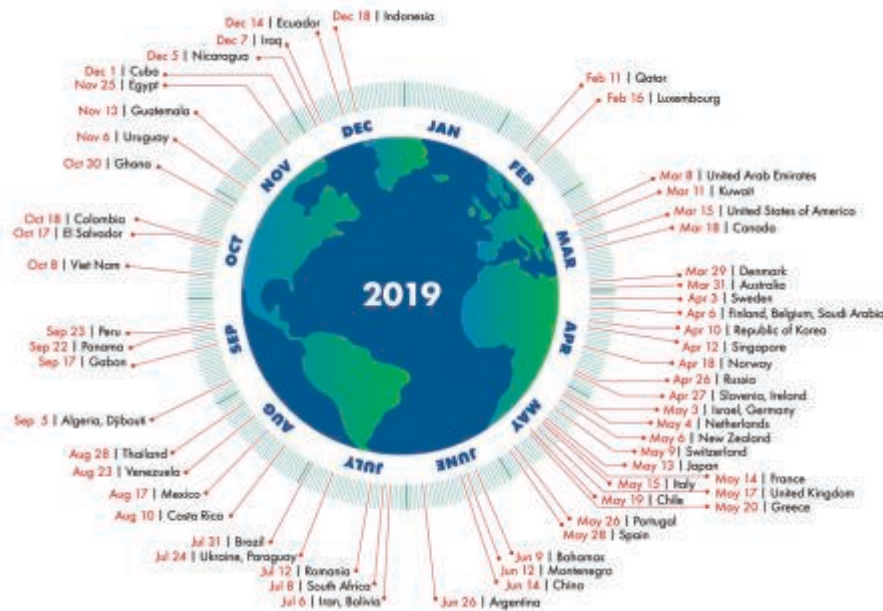 Dec 18 | Indonesia
Dec 14 | Ecuador
Dec 7 | Iraq
Dec 5 | Nicaragua
Dec 1 | Cuba
Nov 25 | Egypt
Nov 13 | Guatemala
Nov 6 | Uruguay
Oct 30 | Ghana
Oct 18 | Colombia
Oct 17 | El Salvador
Oct 8 | Viet Nam
Sep 23 | Peru
Sep 22 | Panama
Sep 17 | Gabon
Sep. 5 | Algeria, Djibouti
Aug 28 | Thailand
Aug 23 | Venezuela
Aug 17 | Mexico
Aug 10 | Costa Rica
Jul 31 | Brazil
Jul 24 | Ukraine, Paraguay
Jul 12 | Romania
Jul 8 | South Africa
Jul 6 | Iran, Bolivia
DEC
JAN
NOV
FEB
OCT
MAR
2019
SEP
APR
AUG
MAY
JULY
JUNE
Feb 11 | Qatar
Feb 16 | Luxembourg
Mar 8 | United Arab Emirates
Mar 11 | Kuwait
Mar 15 | United States of America
Mar 18 | Canada
Mar 29 | Denmark
Mar 31 | Australia
Apr 3 | Sweden
Apr 6 | Finland, Belgium, Saudi Arabia
Apr 10 | Republic of Korea
Apr 12 | Singapore
Apr 18 | Norway
Apr 26 | Russia
Apr 27 | Slovenia, Ireland
May 3 | Israel, Germany
May 4 | Netherlands
May 6 | New Zealand
May 9 | Switzerland
May 13 | Japan
May 14 | France
May 15 | Italy
May 17 | United Kingdom
May 19 | Chile
May 20 | Greece
May 26 | Portugal
May 28 | Spain
Jun 9 | Bahamas
Jun 12 | Montenegro
Jun 14 | China
Jun 26 | Argentina